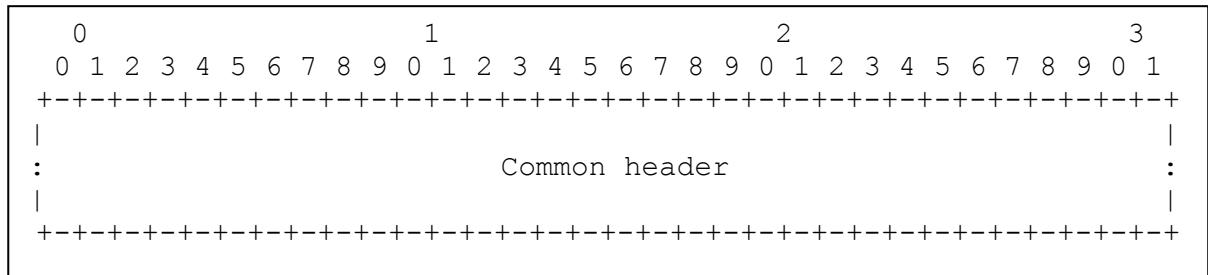 0                   1                   2                   3
0 1 2 3 4 5 6 7 8 9 0 1 2 3 4 5 6 7 8 9 0 1 2 3 4 5 6 7 8 9 0 1
+-+-+-+-+-+-+-+-+-+-+-+-+-+-+-+-+-+-+-+-+-+-+-+-+-+-+-+-+-+-+-+-+
|                                                               |
:                         Common header                         :
|                                                               |
+-+-+-+-+-+-+-+-+-+-+-+-+-+-+-+-+-+-+-+-+-+-+-+-+-+-+-+-+-+-+-+-+